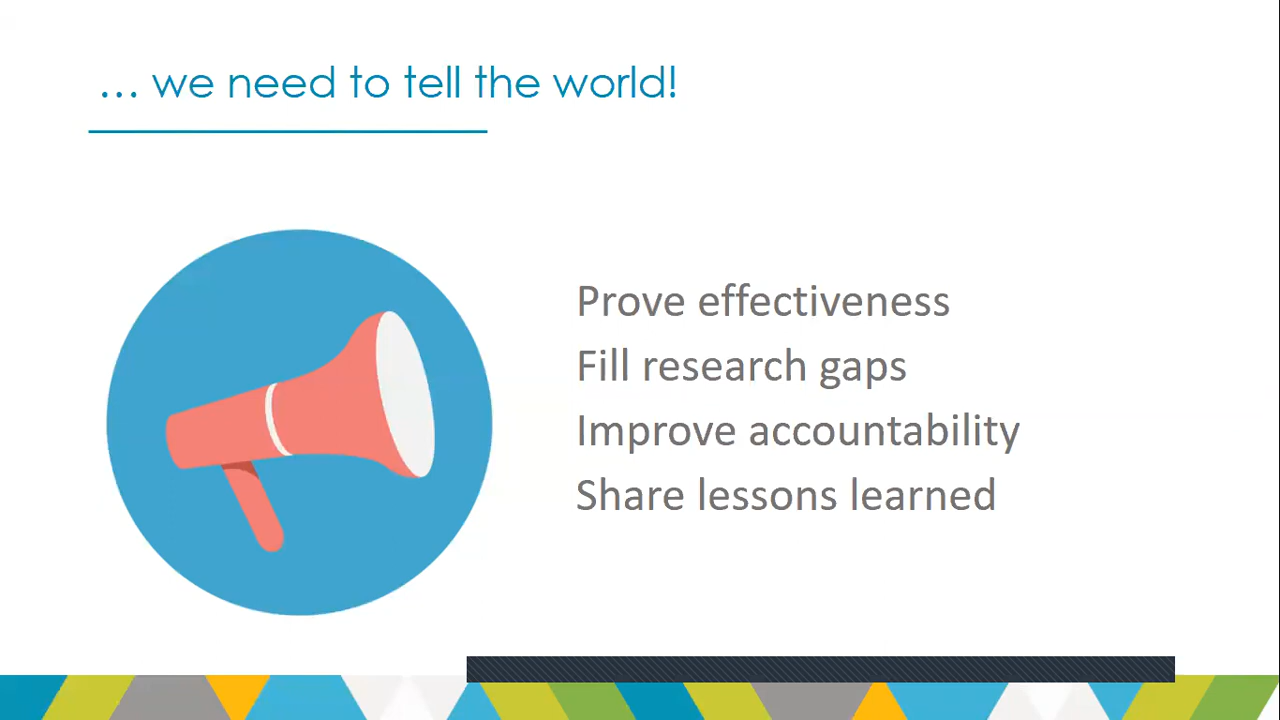 ... we need to tell the world!
Prove effectiveness
Fill research gaps
Improve accountability
Share lessons learned